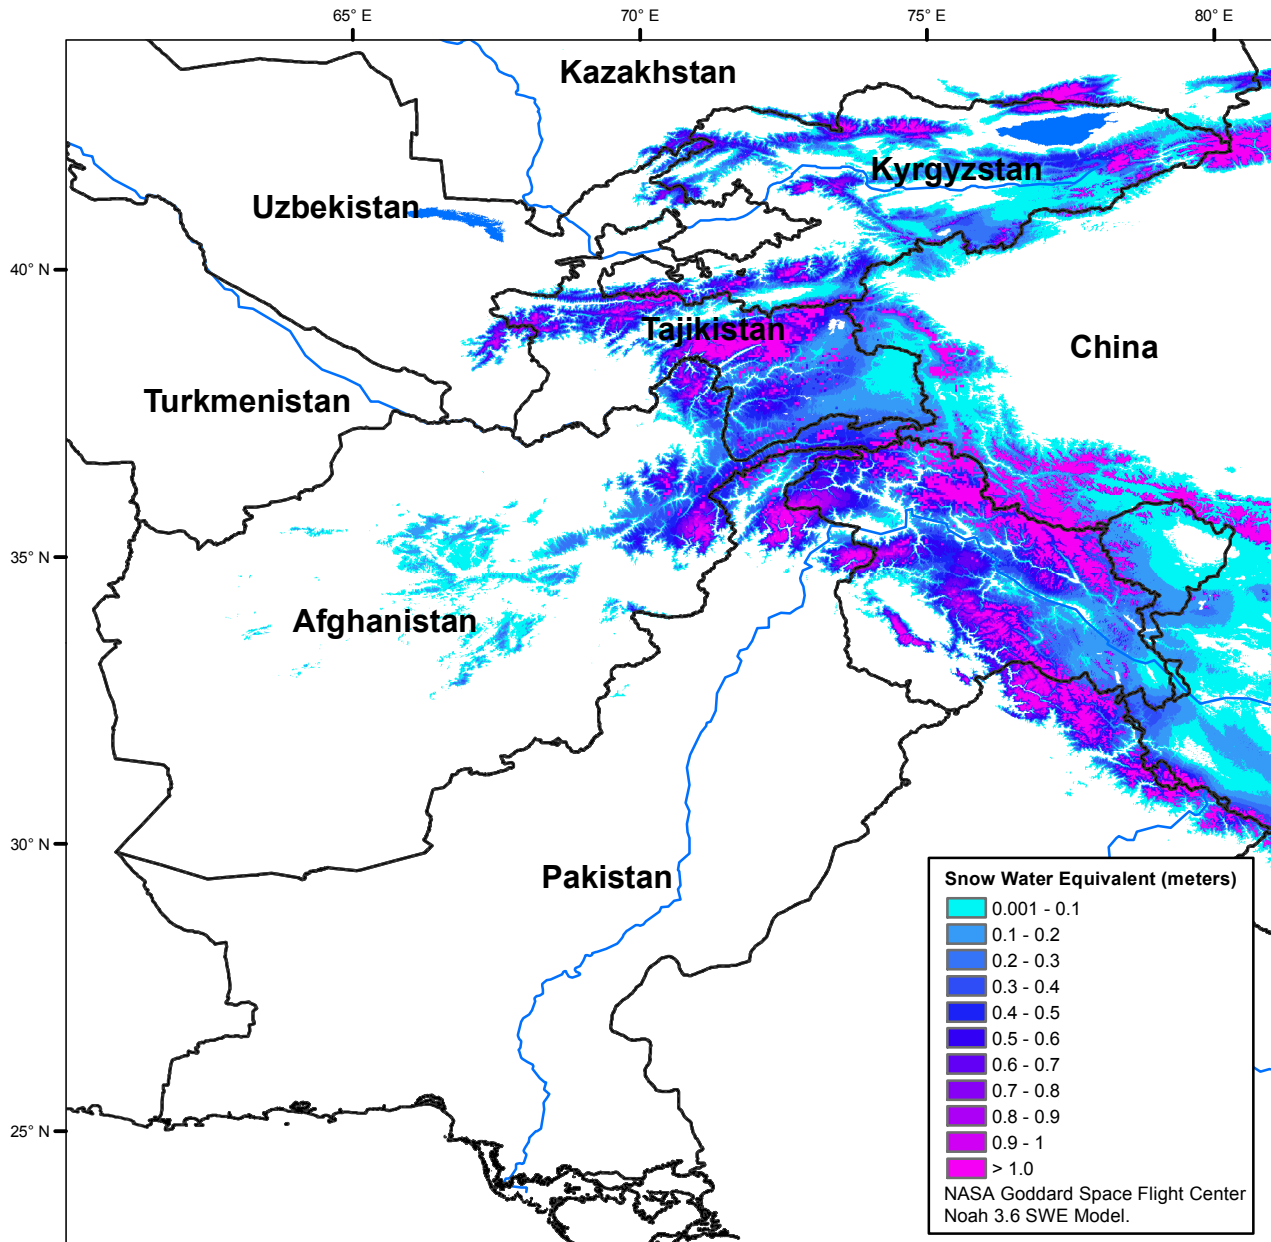 65° E
70° E
75° E
80° E
Kazakhstan
Kyrgyzstan
Uzbekistan
40° N
Tajikistan
China
Turkmenistan
35° N
Afghanistan
30° N
Pakistan
25° N
Snow Water Equivalent (meters)
0.001 - 0.1
0.1 - 0.2
0.2 - 0.3
0.3 - 0.4
0.4 - 0.5
0.5 - 0.6
0.6 - 0.7
0.7 - 0.8
0.8 - 0.9
0.9 - 1
> 1.0
NASA Goddard Space Flight Center
Noah 3.6 SWE Model.